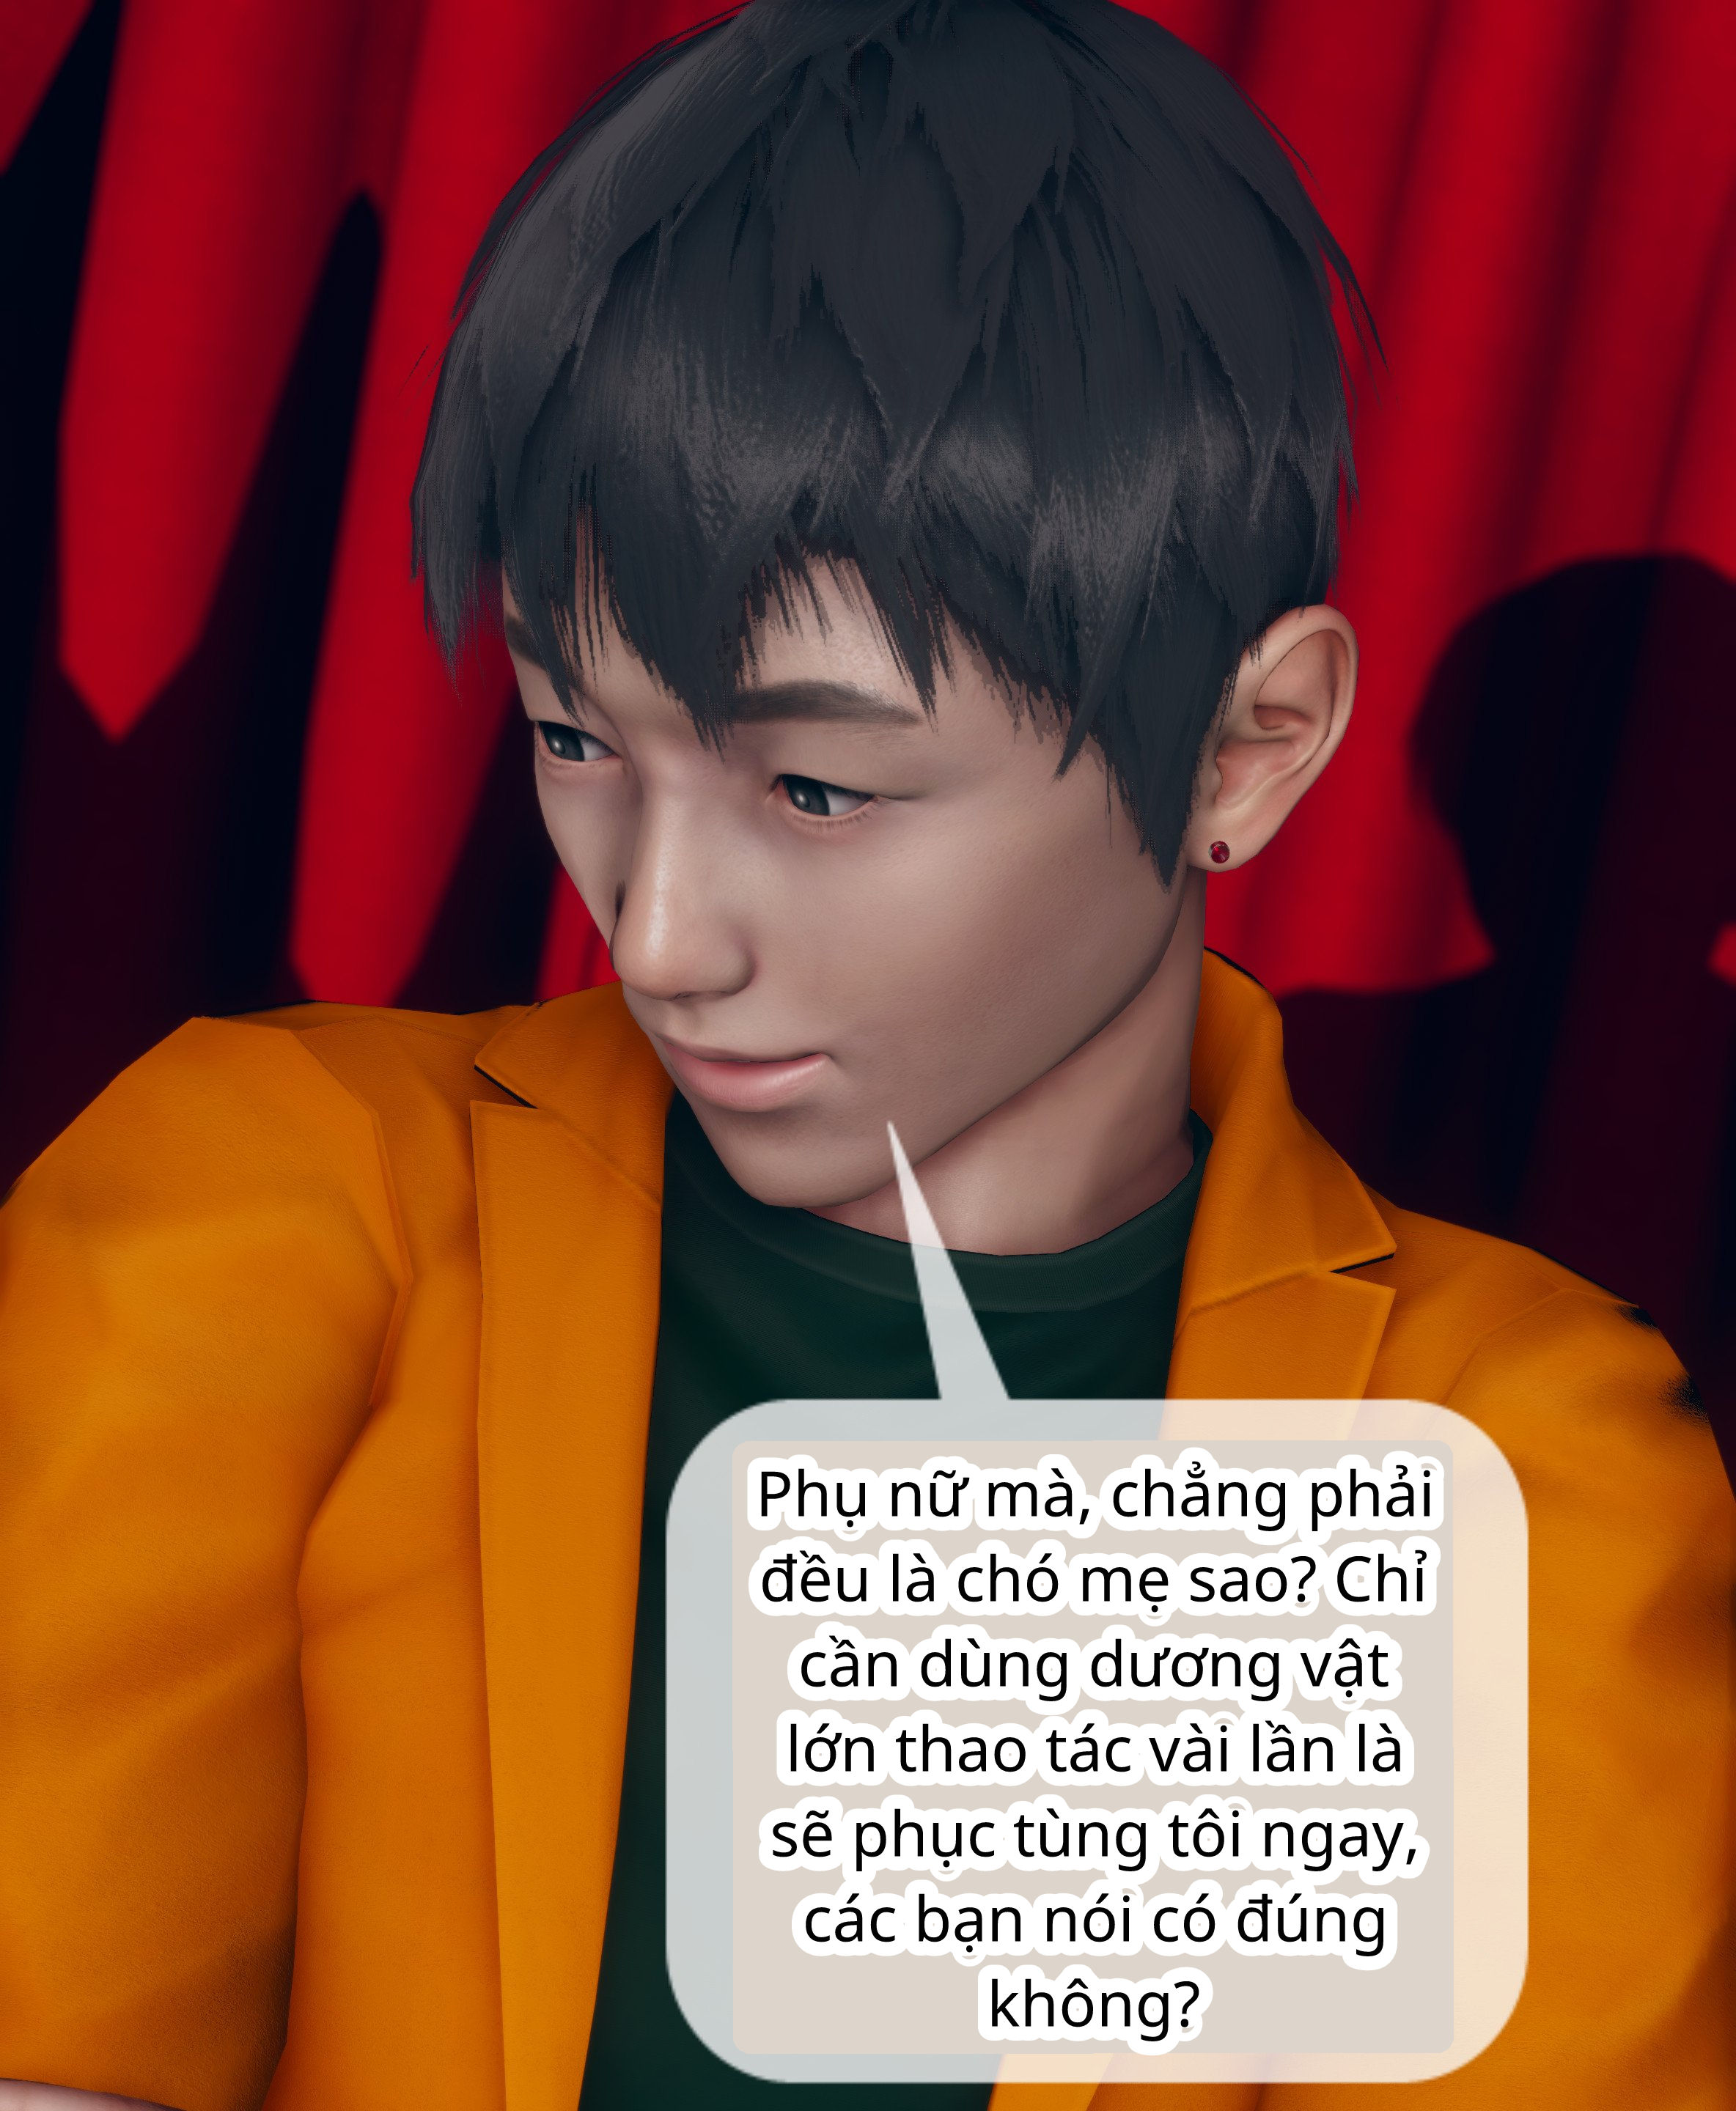 Phụ nữ mà, chẳng phải
đều là chó mẹ sao? Chỉ
cần dùng dương vật
lớn thao tác vài lần là
sẽ phục tùng tôi ngay,
các bạn nói có đúng
không?